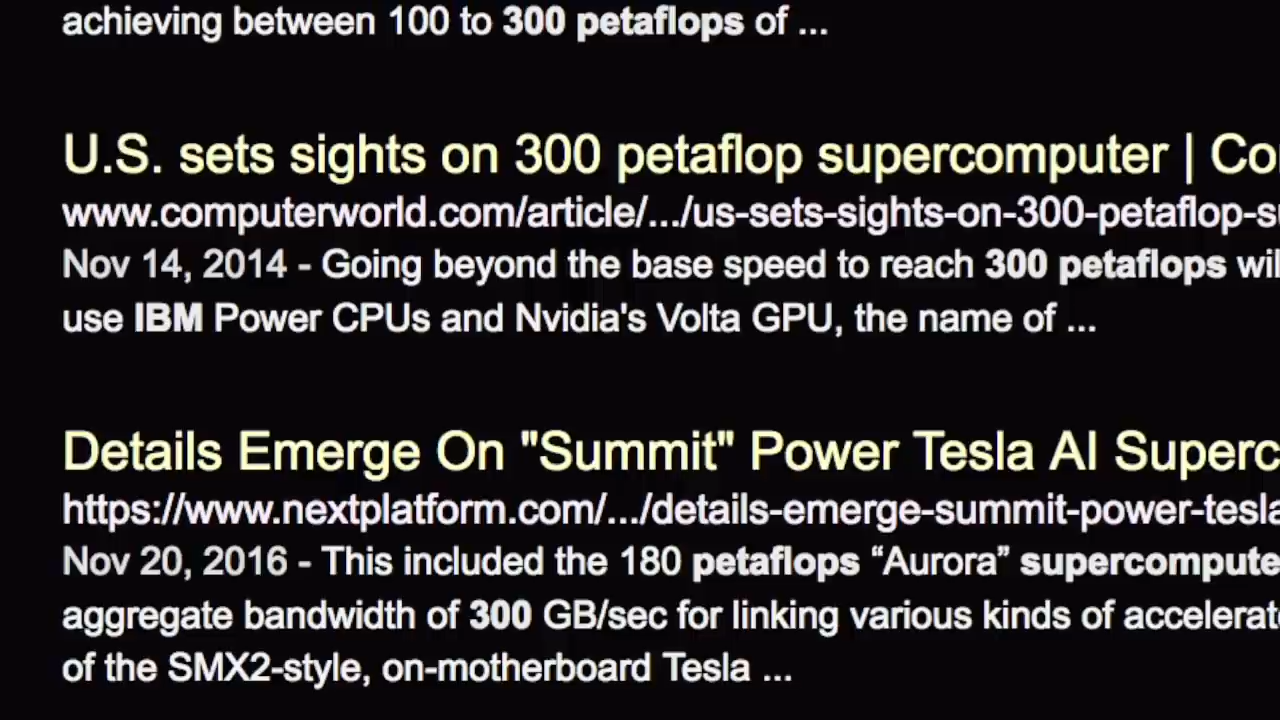 achieving between 100 to 300 petaflops of ...
U.S. sets sights on 300 petaflop supercomputer | Co
www.computerworld.com/article/.../us-sets-sights-on-300-petaflop-s
Nov 14, 2014 - Going beyond the base speed to reach 300 petaflops wil
use IBM Power CPUs and Nvidia's Volta GPU, the name of ...
Details Emerge On "Summit" Power Tesla AI Superc
https://www.nextplatform.com/.../details-emerge-summit-power-tesla
Nov 20, 2016 - This included the 180 petaflops “Aurora” supercompute
aggregate bandwidth of 300 GB/sec for linking various kinds of accelerat
of the SMX2-style, on-motherboard Tesla ...